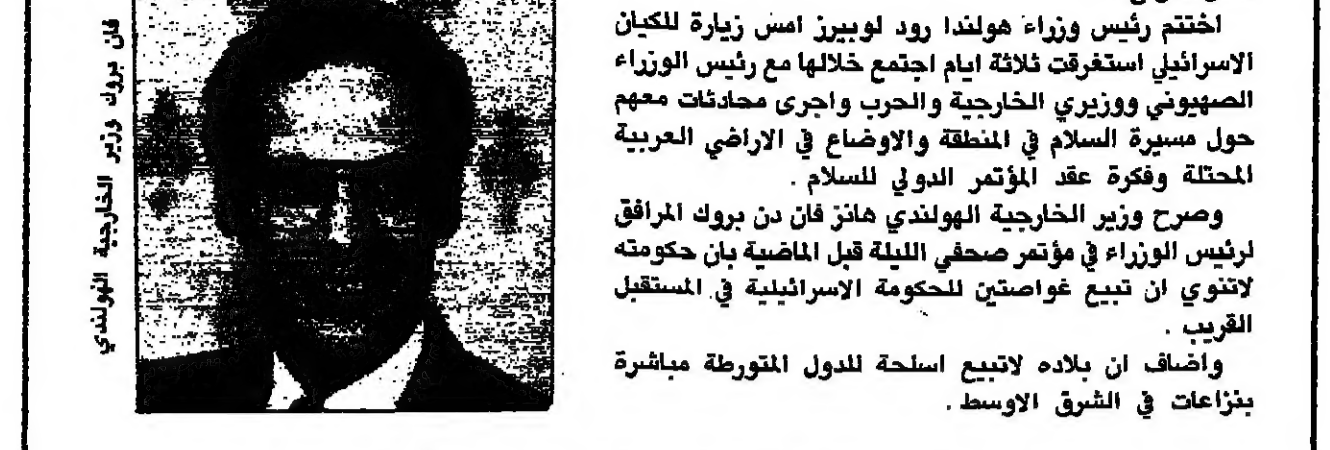 اختتم رئيس وزراء هولندا رود لوبيرز امس زيارة للكيان
الاسرائيلي استغرقت ثلاثة ايام اجتمع خلالها مع رئيس الوزراء
الصهيوني ووزيري الخارجية والحرب واجرى محادثات معهم
حول مسيرة السلام في المنطقة والاوضاع في الاراضي العربية
المحتلة وفكرة عقد المؤتمر الدولي للسلام .
وصرح وزير الخارجية الهولندي هانز فان دن بروك المرافق
لرئيس الوزراء في مؤتمر صحفي الليلة قبل الماضية بان حكومته
لاتنوي ان تبيع غواصتين للحكومة الاسرائيلية في المستقبل
القريب .
واضاف ان بلاده لاتبيع اسلحة للدول المتورطة مباشرة
بنزاعات في الشرق الاوسط .
فان بروك وزير الخارجية الهولندي